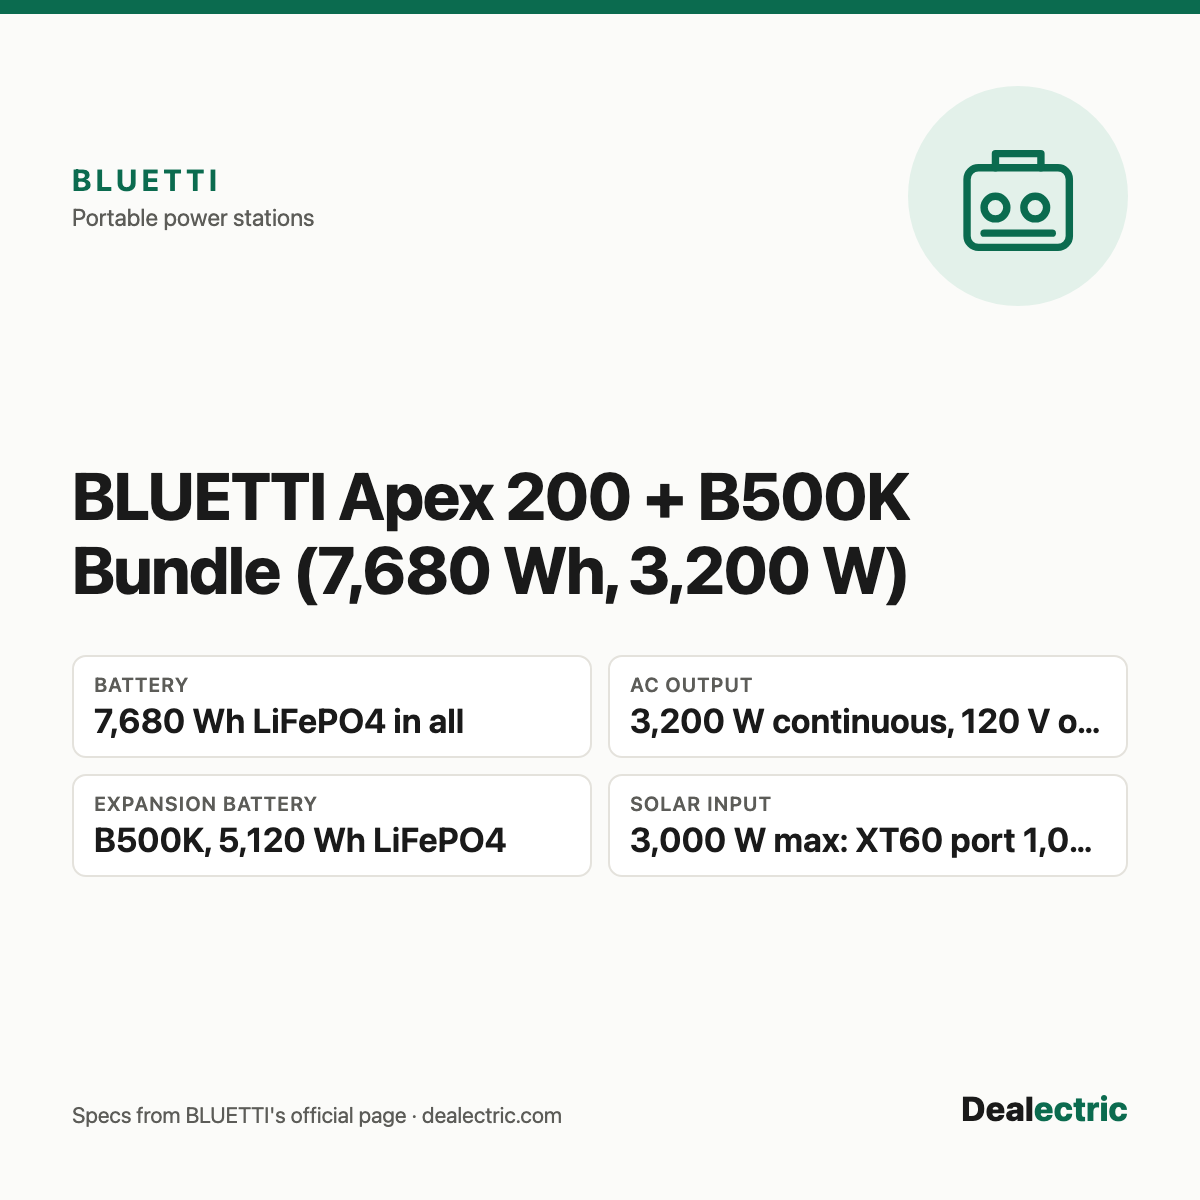 BLUETTI
Portable power stations
BLUETTI Apex 200 + B500K
Bundle (7,680 Wh, 3,200 W)
BATTERY
7,680 Wh LiFePO4 in all
AC OUTPUT
3,200 W continuous, 120 V o...
EXPANSION BATTERY
B500K, 5,120 Wh LiFePO4
SOLAR INPUT
3,000 W max: XT60 port 1,0...
Specs from BLUETTI's official page · dealectric.com
Dealectric